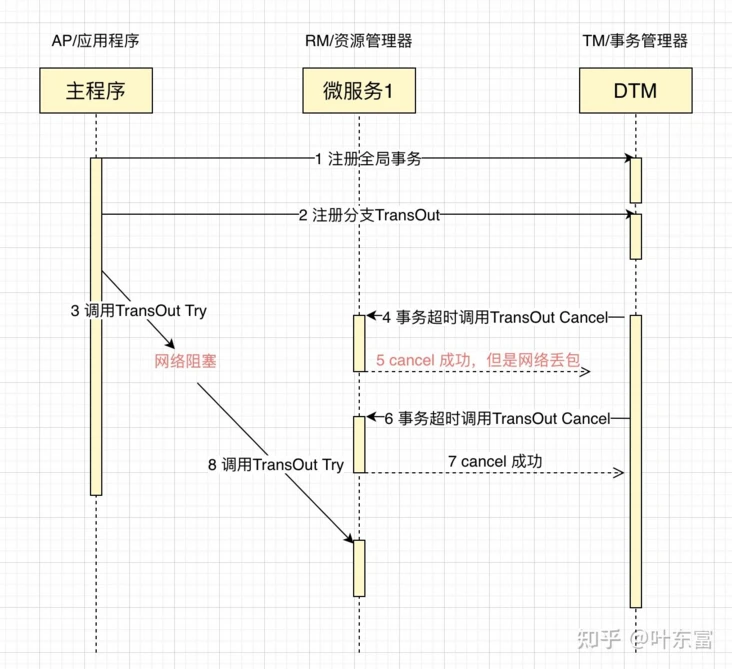 AP/应用程序
RM/资源管理器
TM/事务管理器
主程序
微服务1
DTM
1 注册全局事务
2 注册分支TransOut
3 调用TransOut Try
网络阻塞
4 事务超时调用TransOut Cancel
5 cancel 成功，但是网络丢包
6 事务超时调用TransOut Cancel
7 cancel 成功
8 调用TransOut Try
知乎 @叶东富